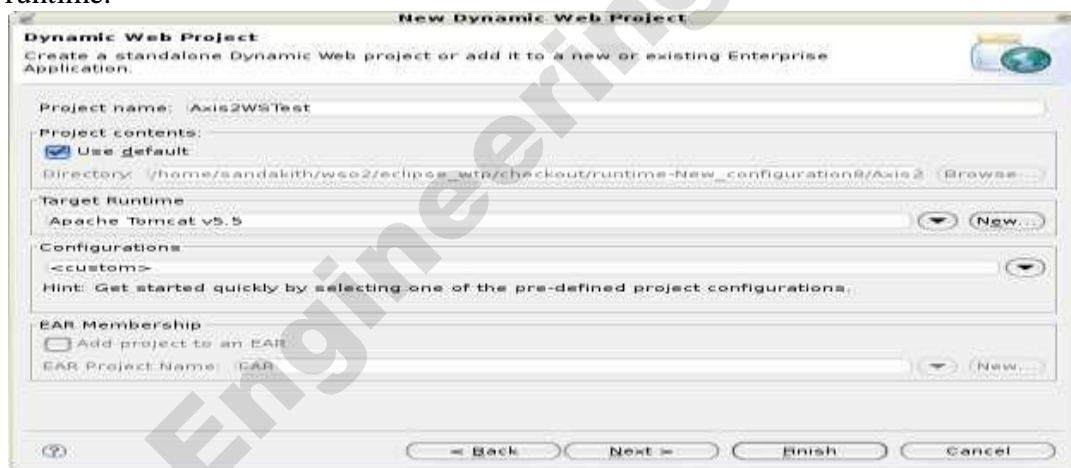 runtime.
New Dynamic Web Project
Dynamic Web Project
Create a standalone Dynamic Web project or add it to a new or existing Enterprise
Application.
Project name: Axis2WSTest
Project contents:
Use default
Directory: /home/sandakith/wso2/eclipse_wtp/checkout/runtime-New_configuration8/Axis2 Browse...
Target Runtime
Apache Tomcat v5.5 New...
Configurations
<custom>
Hint: Get started quickly by selecting one of the pre-defined project configurations.
EAR Membership
Add project to an EAR
EAR Project Name: EAR New...
? < Back Next > Finish Cancel
Engineering